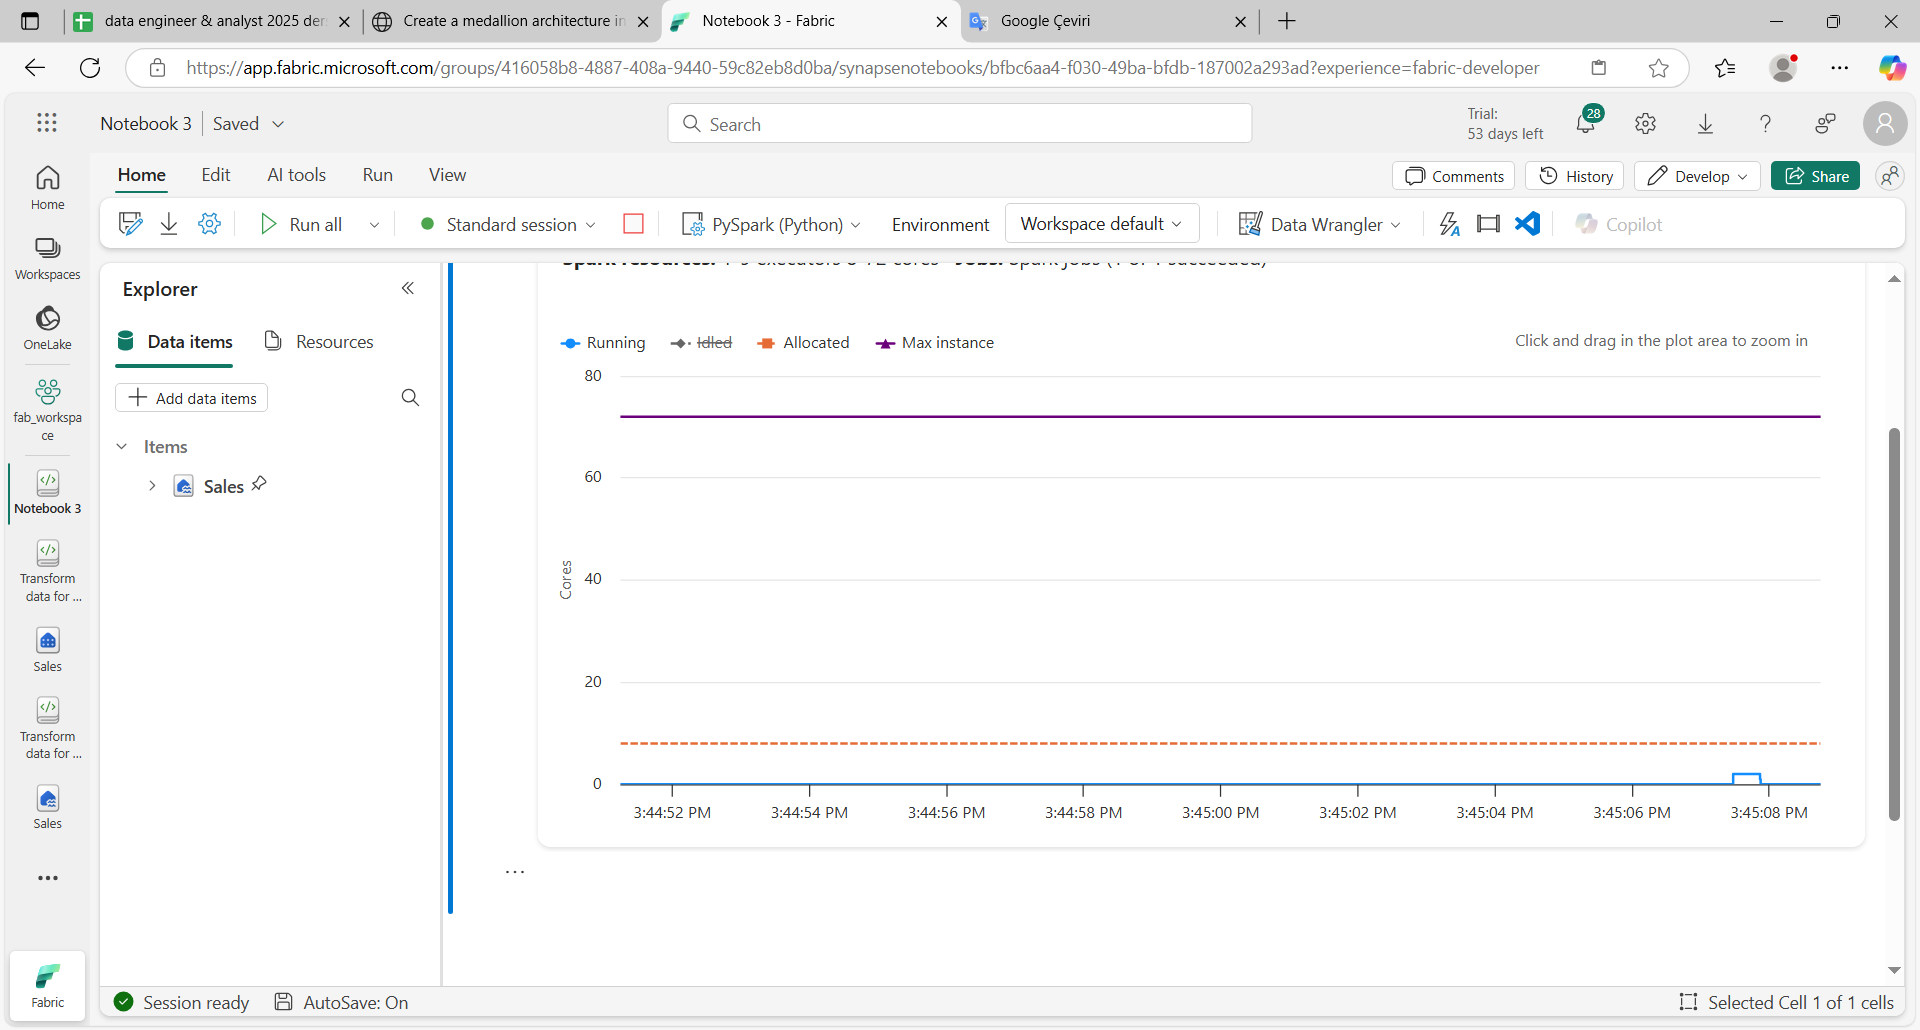 data engineer & analyst 2025 der
Create a medallion architecture in
Notebook 3 - Fabric
Google Çeviri
https://app.fabric.microsoft.com/groups/416058b8-4887-408a-9440-59c82eb8d0ba/synapsenotebooks/bfbc6aa4-f030-49ba-bfdb-187002a293ad?experience=fabric-developer
Notebook 3 Saved
Search
Trial:
53 days left
28
Home Edit AI tools Run View
Comments History Develop Share
Run all Standard session PySpark (Python) Environment Workspace default Data Wrangler Copilot
Home
Workspaces
OneLake
fab_workspa
ce
Notebook 3
Transform
data for ...
Sales
Transform
data for ...
Sales
Fabric
Explorer
Data items Resources
Add data items
Items
Sales
Running Idled Allocated Max instance
Click and drag in the plot area to zoom in
80
60
40
20
0
Cores
3:44:52 PM 3:44:54 PM 3:44:56 PM 3:44:58 PM 3:45:00 PM 3:45:02 PM 3:45:04 PM 3:45:06 PM 3:45:08 PM
Session ready AutoSave: On
Selected Cell 1 of 1 cells